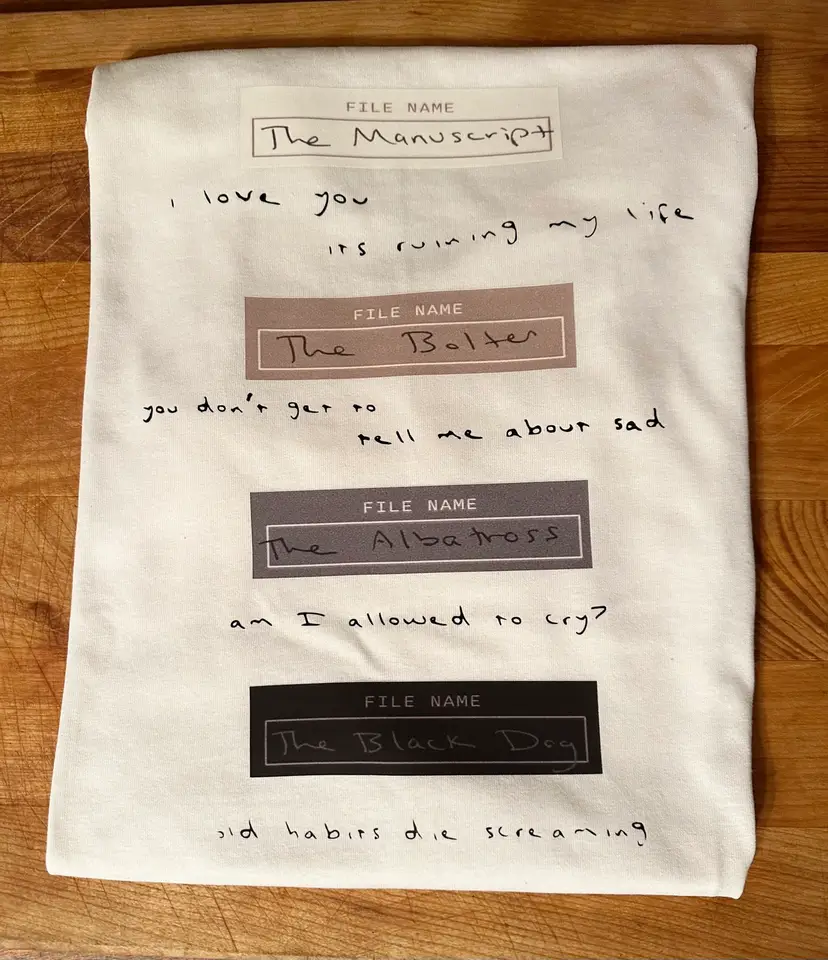 FILE NAME
The Manuscript
i love you
its ruining my life
FILE NAME
The Bolter
you don't get to
tell me about sad
FILE NAME
The Albatross
am I allowed to cry?
FILE NAME
The Black Dog
old habits die screaming